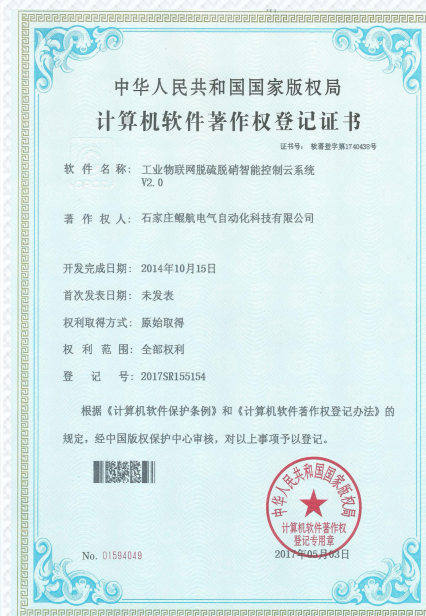 中华人民共和国国家版权局
计算机软件著作权登记证书
证书号: 软著登字第1740438号
软件名称: 工业物联网脱硫脱硝智能控制云系统
V2.0
著作权人: 石家庄鲲航电气自动化科技有限公司
开发完成日期: 2014年10月15日
首次发表日期: 未发表
权利取得方式: 原始取得
权利范围: 全部权利
登记号: 2017SR155154
根据《计算机软件保护条例》和《计算机软件著作权登记办法》的
规定，经中国版权保护中心审核，对以上事项予以登记。
中华人民共和国国家版权局
计算机软件著作权
登记专用章
No. 01594049
2017年05月03日